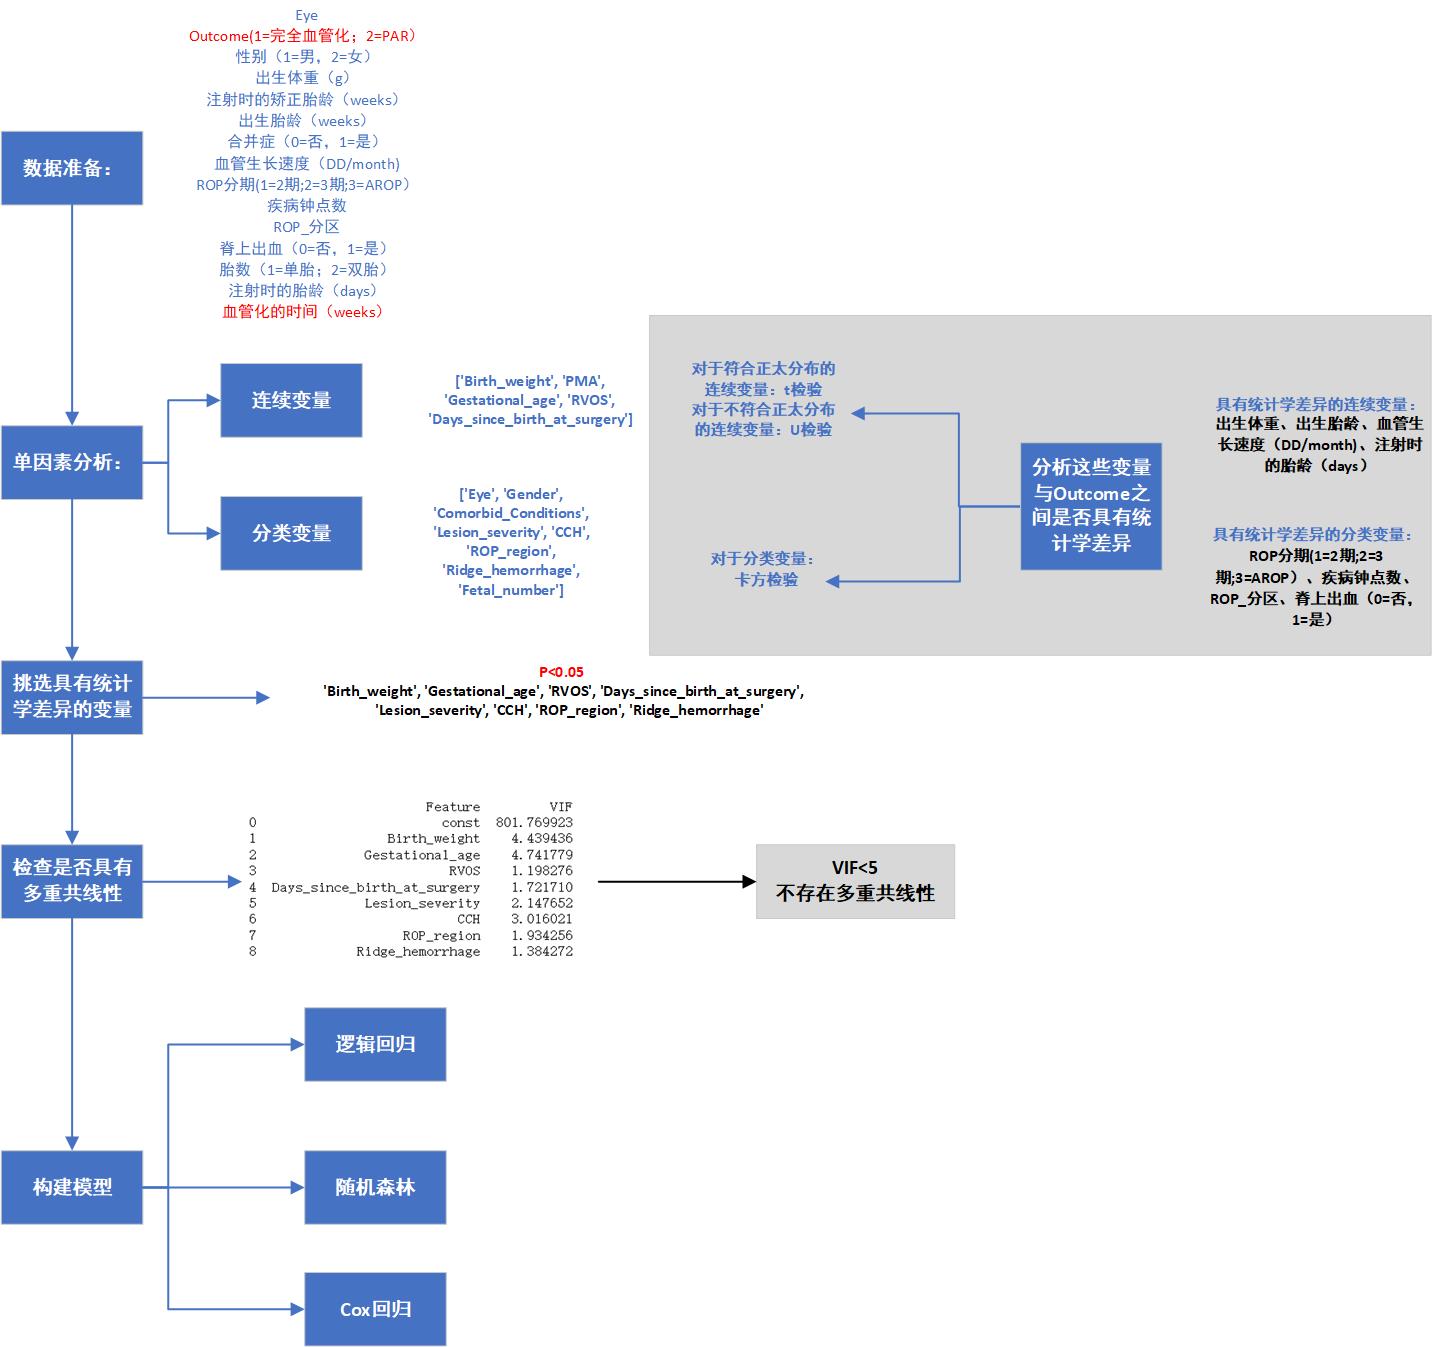 Eye
Outcome(1=完全血管化；2=PAR）
性别（1=男，2=女）
出生体重（g）
注射时的矫正胎龄（weeks）
出生胎龄（weeks）
合并症（0=否，1=是）
血管生长速度（DD/month)
ROP分期(1=2期;2=3期;3=AROP）
疾病钟点数
ROP_分区
脊上出血（0=否，1=是）
胎数（1=单胎；2=双胎）
注射时的胎龄（days）
血管化的时间（weeks）
数据准备：
单因素分析：
连续变量
['Birth_weight', 'PMA',
'Gestational_age', 'RVOS',
'Days_since_birth_at_surgery']
分类变量
['Eye', 'Gender',
'Comorbid_Conditions',
'Lesion_severity', 'CCH',
'ROP_region',
'Ridge_hemorrhage',
'Fetal_number']
对于符合正太分布的
连续变量：t检验
对于不符合正太分布
的连续变量：U检验
对于分类变量：
卡方检验
分析这些变量
与Outcome之
间是否具有统
计学差异
具有统计学差异的连续变量：
出生体重、出生胎龄、血管生
长速度（DD/month)、注射时
的胎龄（days）
具有统计学差异的分类变量：
ROP分期(1=2期;2=3
期;3=AROP）、疾病钟点数、
ROP_分区、脊上出血（0=否，
1=是）
挑选具有统计
学差异的变量
P<0.05
'Birth_weight', 'Gestational_age', 'RVOS', 'Days_since_birth_at_surgery',
'Lesion_severity', 'CCH', 'ROP_region', 'Ridge_hemorrhage'
检查是否具有
多重共线性
Feature VIF
0 const 801.769923
1 Birth_weight 4.439436
2 Gestational_age 4.741779
3 RVOS 1.198276
4 Days_since_birth_at_surgery 1.721710
5 Lesion_severity 2.147652
6 CCH 3.016021
7 ROP_region 1.934256
8 Ridge_hemorrhage 1.384272
VIF<5
不存在多重共线性
构建模型
逻辑回归
随机森林
Cox回归